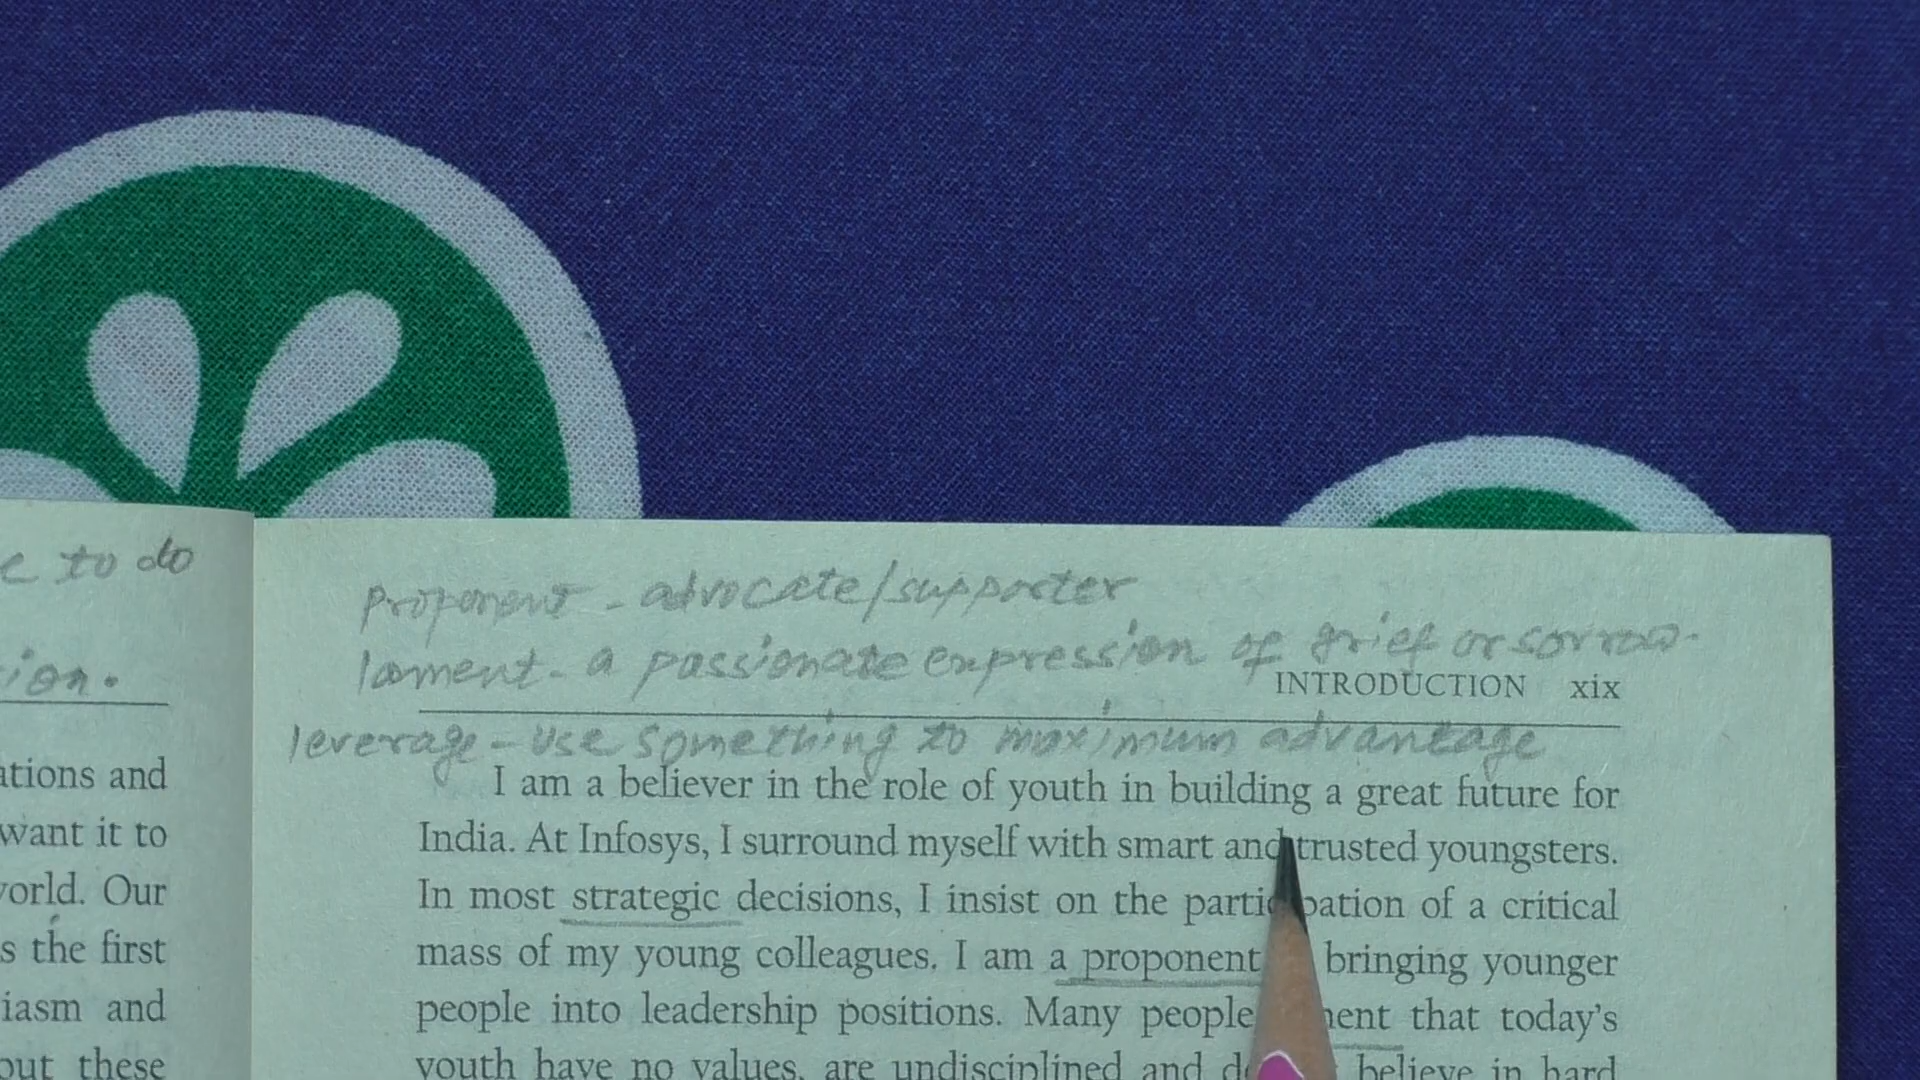 e to do
ion.
ations and
want it to
world. Our
s the first
iasm and
out these
Proponent - advocate/supporter
lament - a passionate expression of grief or sorrow.
INTRODUCTION xix
leverage - use something to maximum advantage
I am a believer in the role of youth in building a great future for
India. At Infosys, I surround myself with smart and trusted youngsters.
In most strategic decisions, I insist on the participation of a critical
mass of my young colleagues. I am a proponent bringing younger
people into leadership positions. Many people ment that today's
youth have no values, are undisciplined and believe in hard